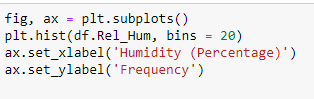 fig, ax = plt.subplots()
plt.hist(df.Rel_Hum, bins = 20)
ax.set_xlabel('Humidity (Percentage)')
ax.set_ylabel('Frequency')